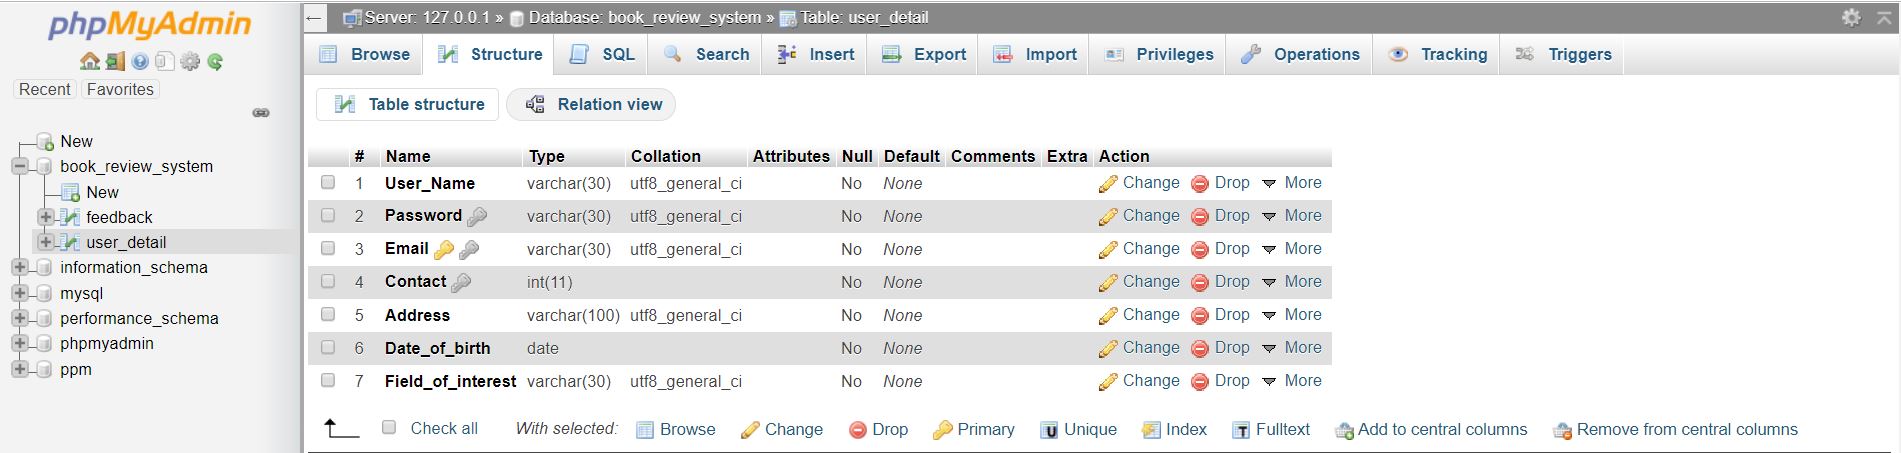 phpMyAdmin
Recent Favorites
New
book_review_system
New
feedback
user_detail
information_schema
mysql
performance_schema
phpmyadmin
ppm
Server: 127.0.0.1 » Database: book_review_system » Table: user_detail
Browse Structure SQL Search Insert Export Import Privileges Operations Tracking Triggers
Table structure Relation view
# Name Type Collation Attributes Null Default Comments Extra Action
1 User_Name varchar(30) utf8_general_ci No None Change Drop More
2 Password varchar(30) utf8_general_ci No None Change Drop More
3 Email varchar(30) utf8_general_ci No None Change Drop More
4 Contact int(11) No None Change Drop More
5 Address varchar(100) utf8_general_ci No None Change Drop More
6 Date_of_birth date No None Change Drop More
7 Field_of_interest varchar(30) utf8_general_ci No None Change Drop More
Check all With selected: Browse Change Drop Primary Unique Index Fulltext Add to central columns Remove from central columns